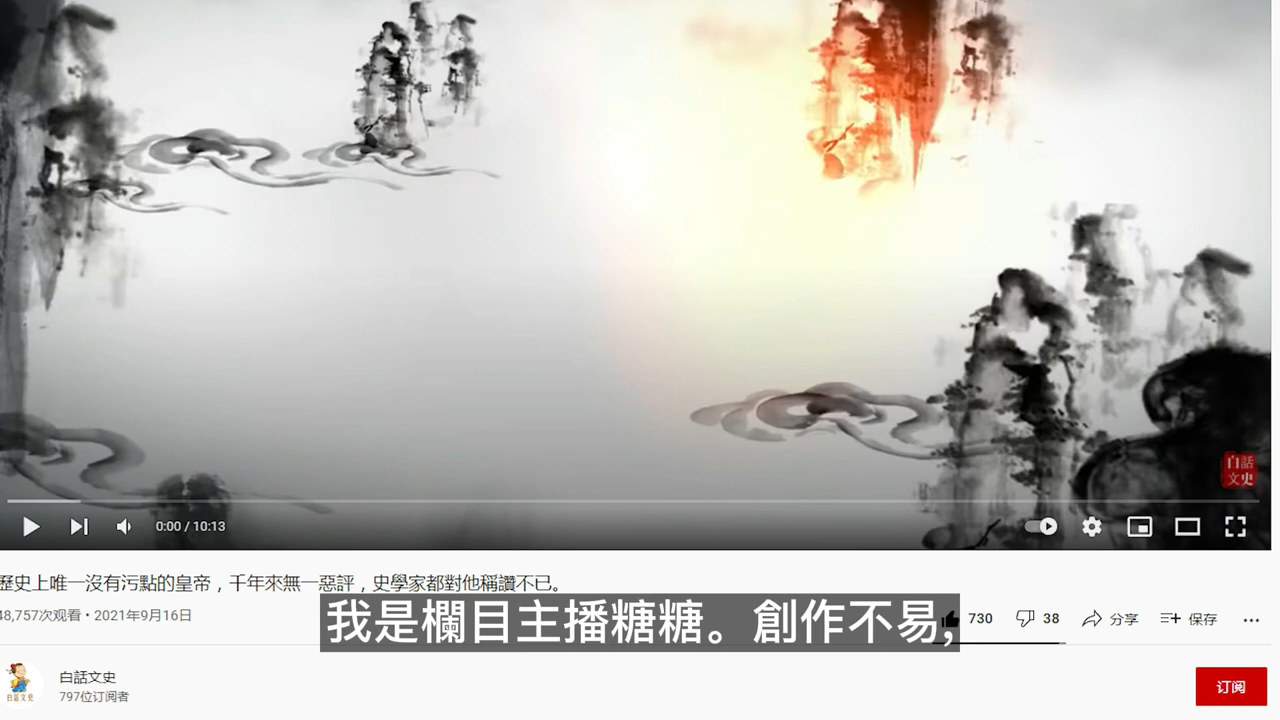 白話
文史
0:00 / 10:13
歷史上唯一沒有污點的皇帝，千年來無一惡評，史學家都對他稱讚不已。
48,757次观看•2021年9月16日
我是欄目主播糖糖。創作不易,
730
38
分享
保存
白話文史
白話文史
797位订阅者
订阅